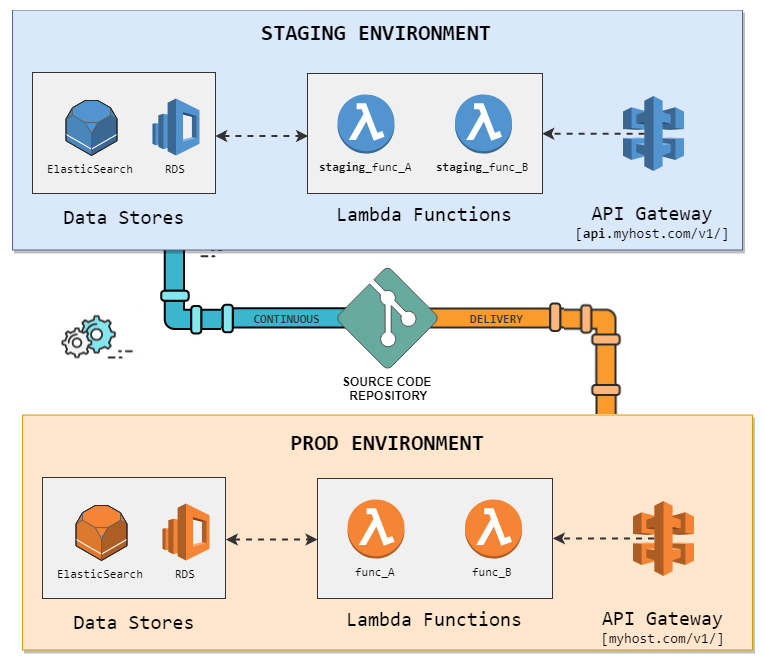 STAGING ENVIRONMENT
ElasticSearch
RDS
staging_func_A
staging_func_B
Data Stores
Lambda Functions
API Gateway
[api.myhost.com/v1/]
CONTINUOUS
DELIVERY
SOURCE CODE
REPOSITORY
PROD ENVIRONMENT
ElasticSearch
RDS
func_A
func_B
Data Stores
Lambda Functions
API Gateway
[myhost.com/v1/]